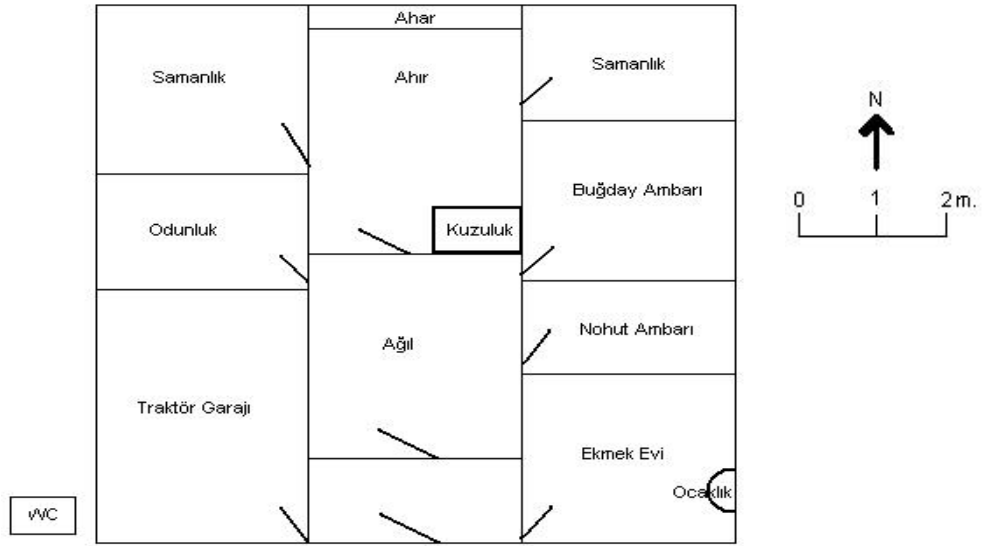 Ahar
Samanlık
Ahır
Samanlık
N
Buğday Ambarı
0 1 2 m.
Odunluk
Kuzuluk
Nohut Ambarı
Ağıl
Traktör Garajı
Ekmek Evi
Ocaklık
WC